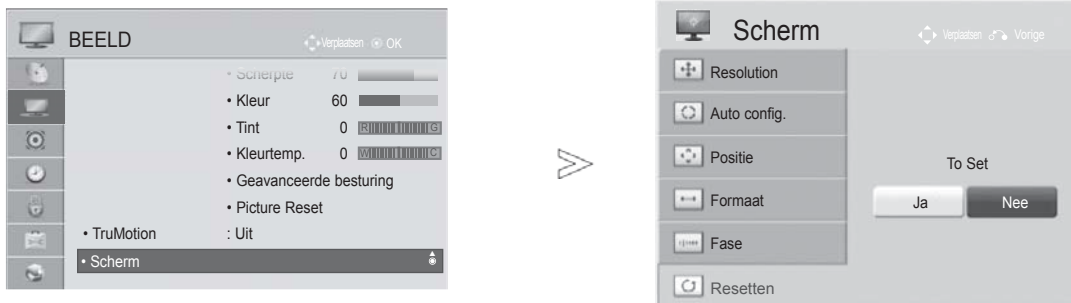 BEELD
Verplaatsen OK
• Scherpte 70
• Kleur 60
• Tint 0 R G
• Kleurtemp. 0 W C
• Geavanceerde besturing
• Picture Reset
• TruMotion : Uit
• Scherm
Scherm
Verplaatsen Vorige
Resolution
Auto config.
Positie
Formaat
Fase
Resetten
To Set
Ja Nee